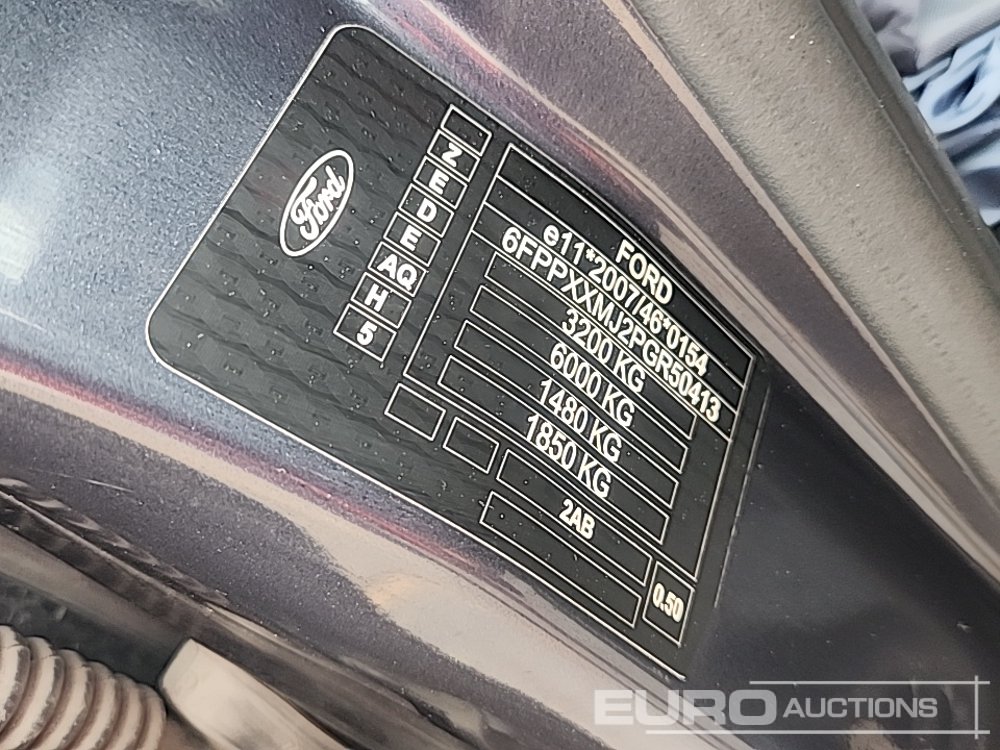 Ford
Z
E
D
E
AQ
H
5
FORD
e11*2007/46*0154
6FPPXXMJ2PGR50413
3200 KG
6000 KG
1480 KG
1850 KG
2AB
0.50
EURO AUCTIONS